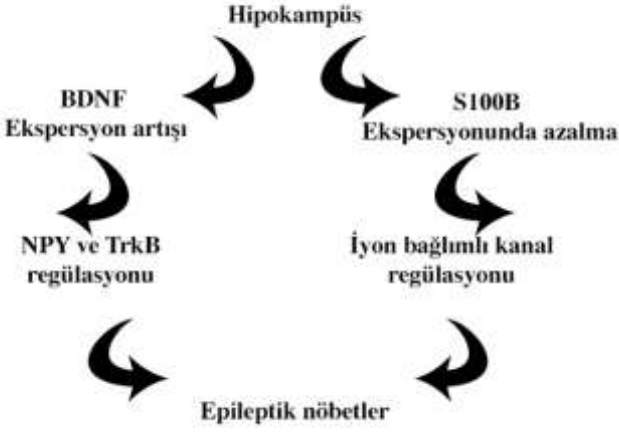 Hipokampüs
BDNF
Ekspersyon artışı
S100B
Ekspersyonunda azalma
NPY ve TrkB
regülasyonu
İyon bağlımlı kanal
regülasyonu
Epileptik nöbetler